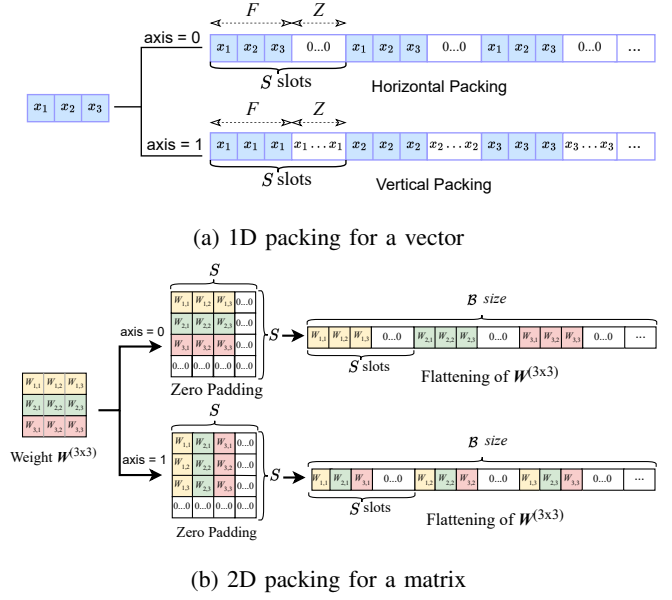 F Z
axis = 0
x1 x2 x3 0...0 x1 x2 x3 0...0 x1 x2 x3 0...0 ...
S slots
Horizontal Packing
x1 x2 x3
F Z
axis = 1
x1 x1 x1 x1...x1 x2 x2 x2 x2...x2 x3 x3 x3 x3...x3 ...
S slots
Vertical Packing
(a) 1D packing for a vector
S
W1,1 W1,2 W1,3 0...0
W2,1 W2,2 W2,3 0...0
W3,1 W3,2 W3,3 0...0
0...0 0...0 0...0 0...0
S
Zero Padding
axis = 0
B size
W1,1 W1,2 W1,3 0...0 W2,1 W2,2 W2,3 0...0 W3,1 W3,2 W3,3 0...0 ...
S slots
Flattening of W(3x3)
W1,1 W1,2 W1,3
W2,1 W2,2 W2,3
W3,1 W3,2 W3,3
Weight W(3x3)
axis = 1
S
W1,1 W2,1 W3,1 0...0
W1,2 W2,2 W3,2 0...0
W1,3 W2,3 W3,3 0...0
0...0 0...0 0...0 0...0
S
Zero Padding
B size
W1,1 W2,1 W3,1 0...0 W1,2 W2,2 W3,2 0...0 W1,3 W2,3 W3,3 0...0 ...
S slots
Flattening of W(3x3)
(b) 2D packing for a matrix